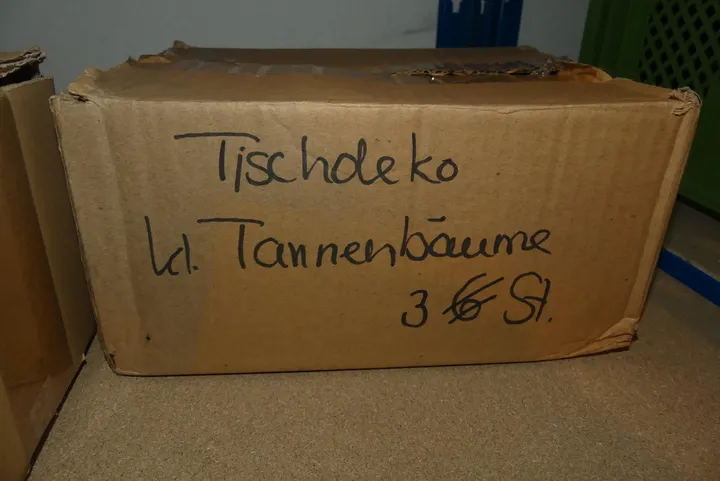 Tischdeko
kl. Tannenbäume
3 6 St.